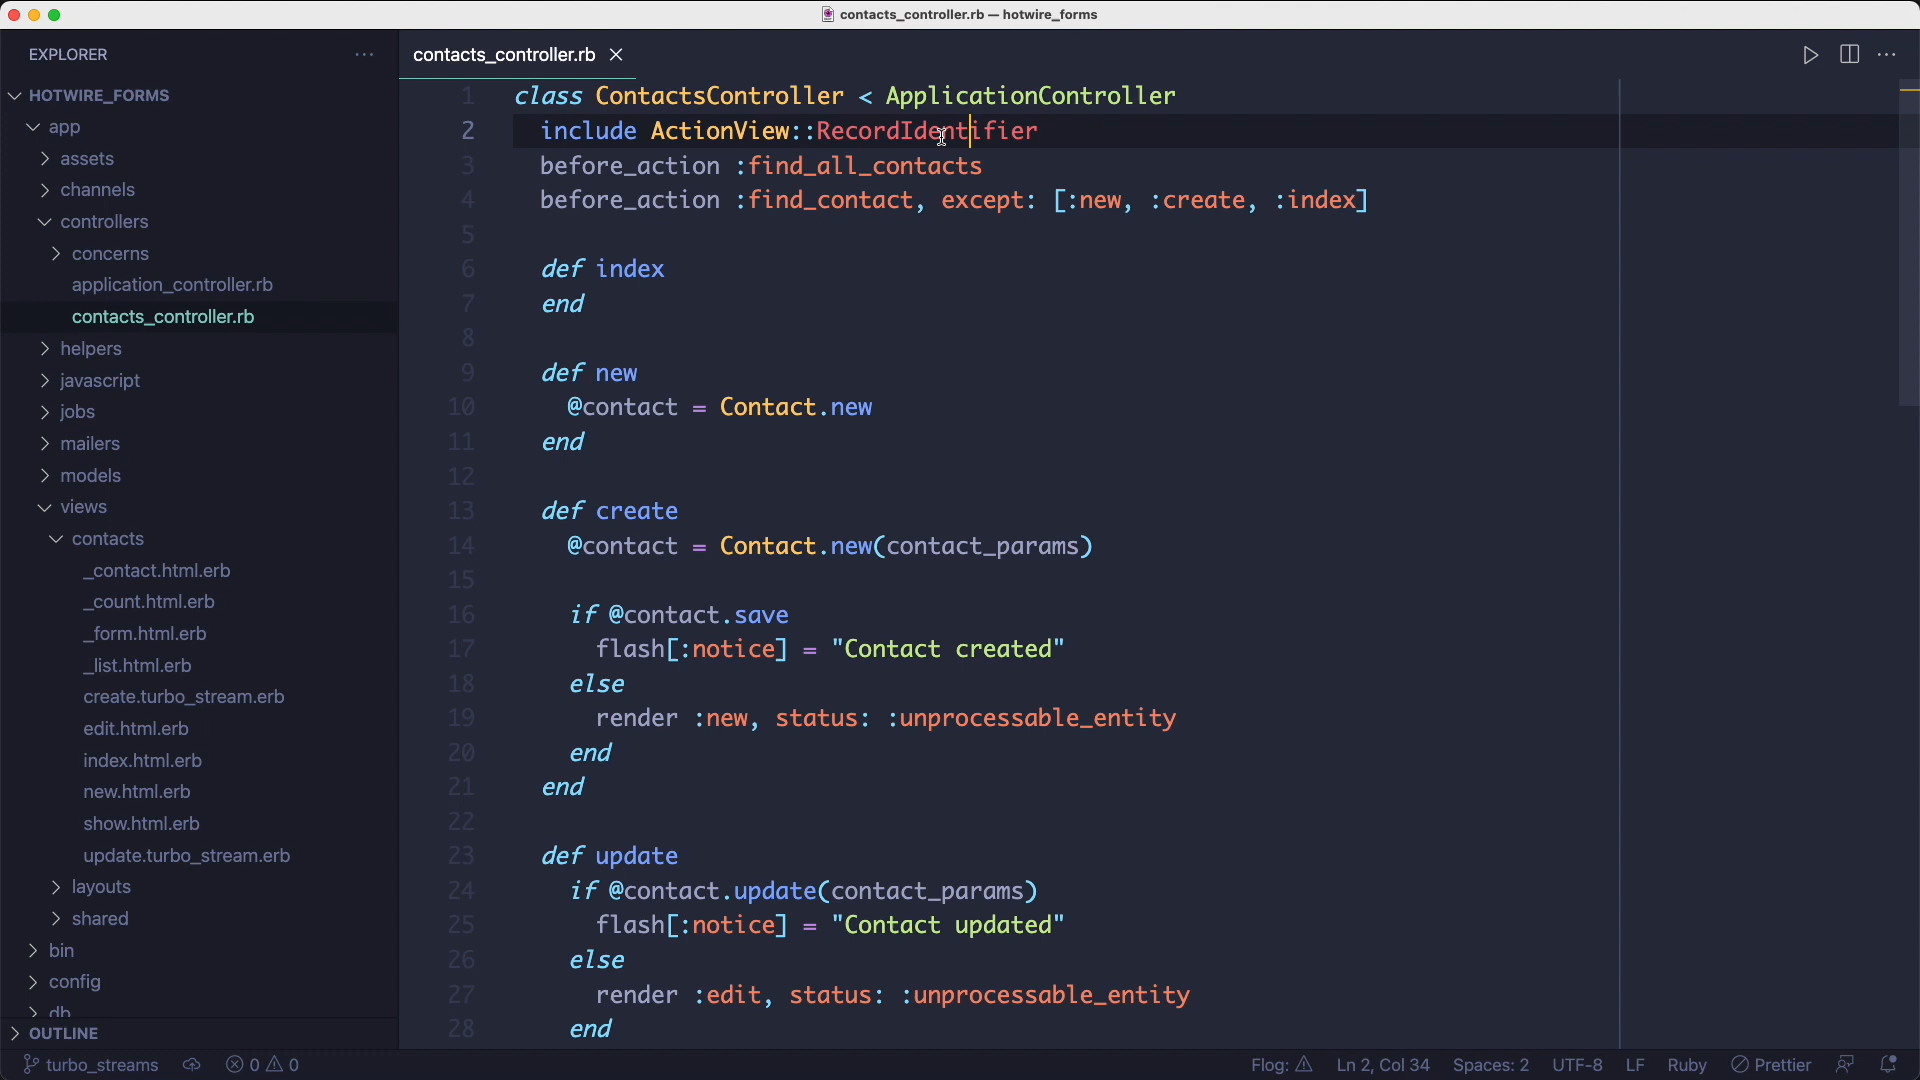 contacts_controller.rb — hotwire_forms
EXPLORER
contacts_controller.rb
HOTWIRE_FORMS
app
assets
channels
controllers
concerns
application_controller.rb
contacts_controller.rb
helpers
javascript
jobs
mailers
models
views
contacts
_contact.html.erb
_count.html.erb
_form.html.erb
_list.html.erb
create.turbo_stream.erb
edit.html.erb
index.html.erb
new.html.erb
show.html.erb
update.turbo_stream.erb
layouts
shared
bin
config
db
OUTLINE
1 class ContactsController < ApplicationController
2 include ActionView::RecordIdentifier
3 before_action :find_all_contacts
4 before_action :find_contact, except: [:new, :create, :index]
5
6 def index
7 end
8
9 def new
10 @contact = Contact.new
11 end
12
13 def create
14 @contact = Contact.new(contact_params)
15
16 if @contact.save
17 flash[:notice] = "Contact created"
18 else
19 render :new, status: :unprocessable_entity
20 end
21 end
22
23 def update
24 if @contact.update(contact_params)
25 flash[:notice] = "Contact updated"
26 else
27 render :edit, status: :unprocessable_entity
28 end
turbo_streams 0 0 Flog: Ln 2, Col 34 Spaces: 2 UTF-8 LF Ruby Prettier